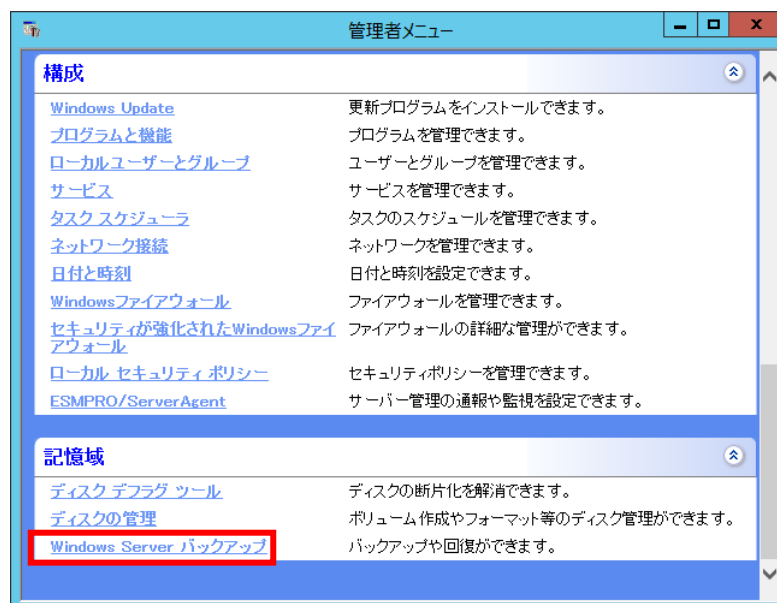 管理者メニュー
構成
Windows Update 更新プログラムをインストールできます。
プログラムと機能 プログラムを管理できます。
ローカルユーザーとグループ ユーザーとグループを管理できます。
サービス サービスを管理できます。
タスク スケジューラ タスクのスケジュールを管理できます。
ネットワーク接続 ネットワークを管理できます。
日付と時刻 日付と時刻を設定できます。
Windowsファイアウォール ファイアウォールを管理できます。
セキュリティが強化されたWindowsファイ ファイアウォールの詳細な管理ができます。
アウォール
ローカル セキュリティ ポリシー セキュリティポリシーを管理できます。
ESMPRO/ServerAgent サーバー管理の通報や監視を設定できます。
記憶域
ディスク デフラグ ツール ディスクの断片化を解消できます。
ディスクの管理 ボリューム作成やフォーマット等のディスク管理ができます。
Windows Server バックアップ バックアップや回復ができます。